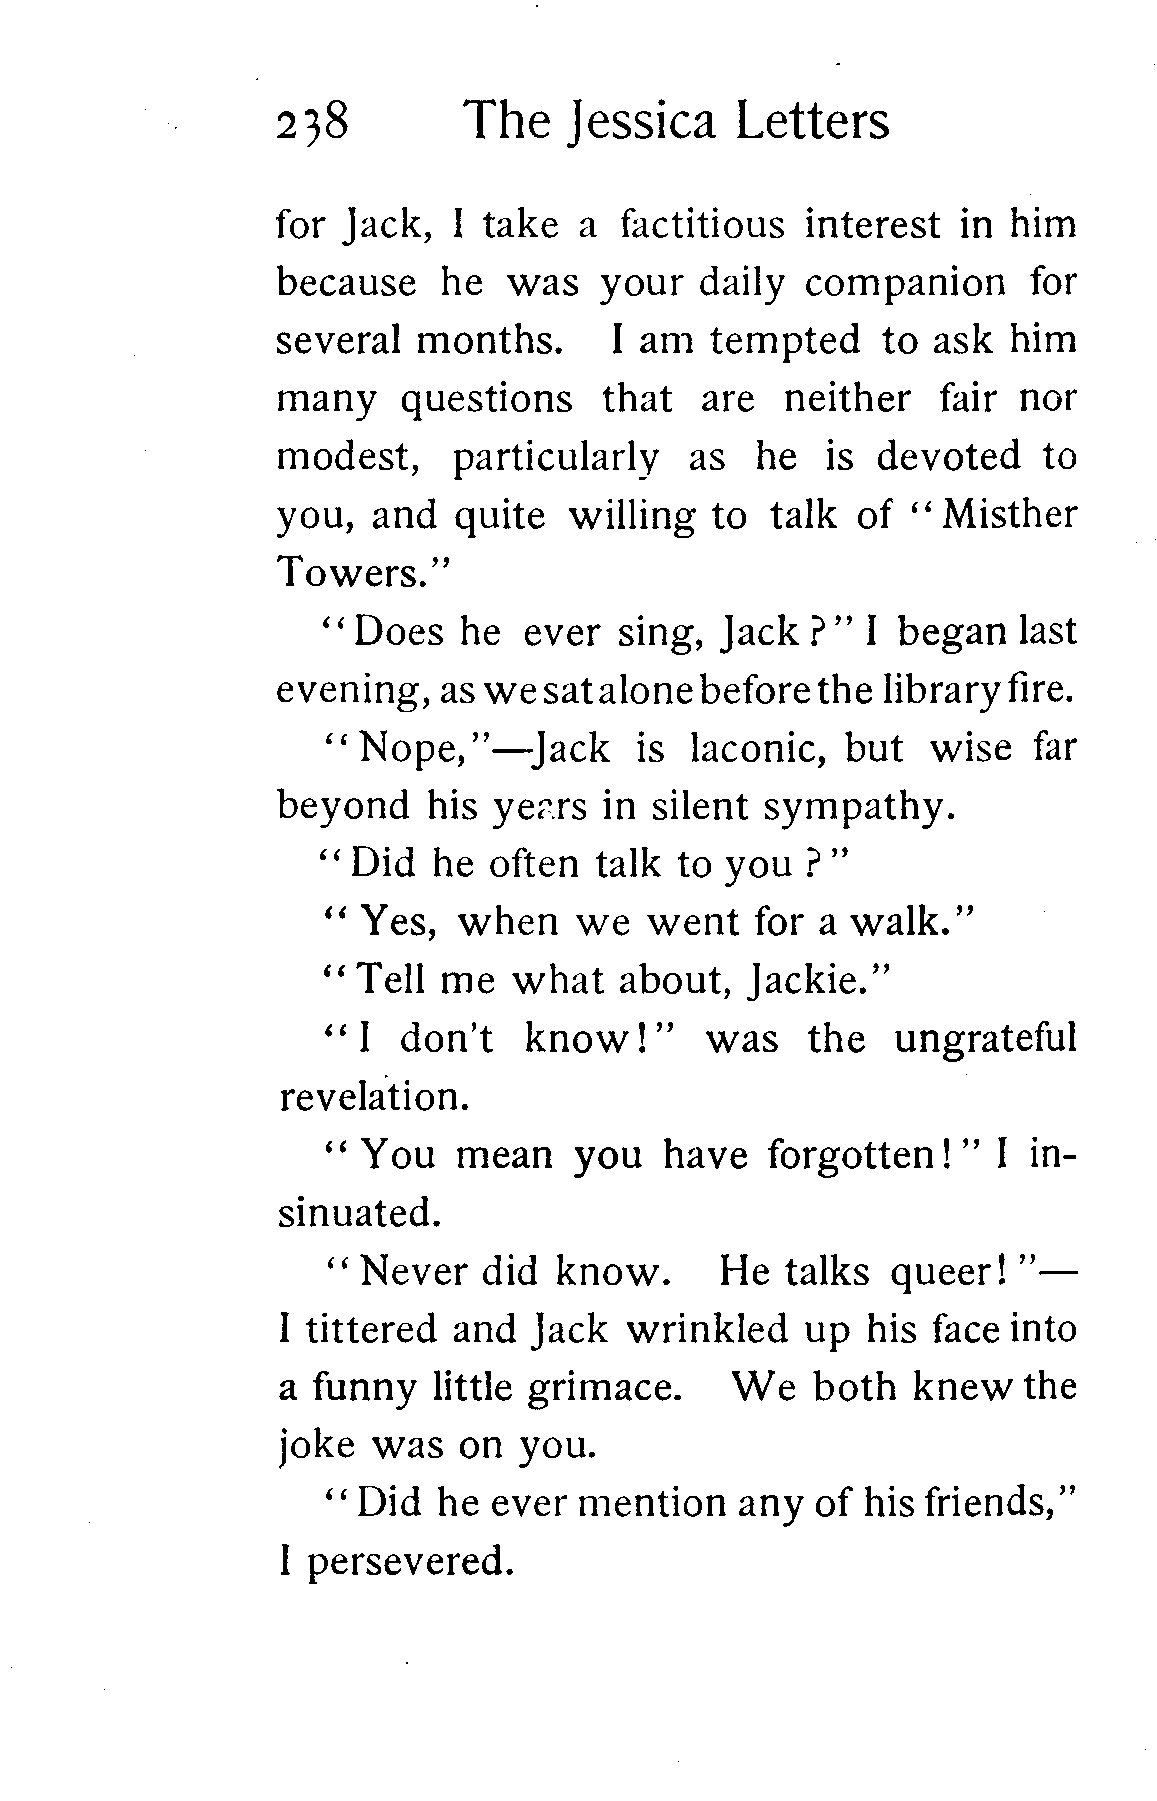 238 The Jessica Letters
for Jack, I take a factitious interest in him
because he was your daily companion for
several months. I am tempted to ask him
many questions that are neither fair nor
modest, particularly as he is devoted to
you, and quite willing to talk of “Misther
Towers.”
“Does he ever sing, Jack?” I began last
evening, as we sat alone before the library fire.
“Nope,”—Jack is laconic, but wise far
beyond his years in silent sympathy.
“Did he often talk to you?”
“Yes, when we went for a walk.”
“Tell me what about, Jackie.”
“I don't know!” was the ungrateful
revelation.
“You mean you have forgotten!” I in-
sinuated.
“Never did know. He talks queer!”—
I tittered and Jack wrinkled up his face into
a funny little grimace. We both knew the
joke was on you.
“Did he ever mention any of his friends,”
I persevered.